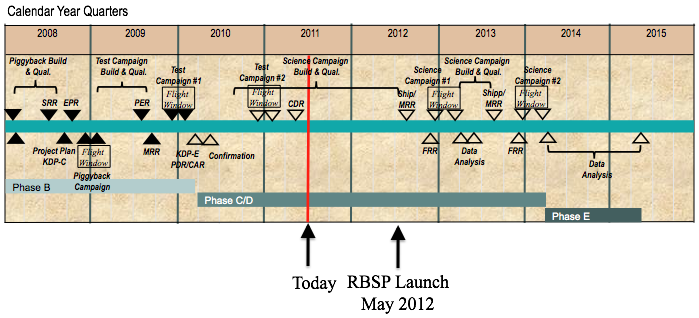 Calendar Year Quarters
2008 2009 2010 2011 2012 2013 2014 2015
Piggyback Build
& Qual.
Test Campaign
Build & Qual.
Test
Campaign #1
Flight
Window
Test
Campaign #2
Flight
Window
Science Campaign
Build & Qual.
Science
Campaign #1
Flight
Window
Science Campaign
Build & Qual.
Science
Campaign #2
Flight
Window
SRR EPR PER CDR
Ship/
MRR
Shipp/
MRR
Project Plan
KDP-C
Flight
Window
Piggyback
Campaign
MRR
KDP-E
PDR/CAR
Confirmation
FRR
Data
Analysis
FRR
Data
Analysis
Phase B
Phase C/D
Phase E
Today
RBSP Launch
May 2012